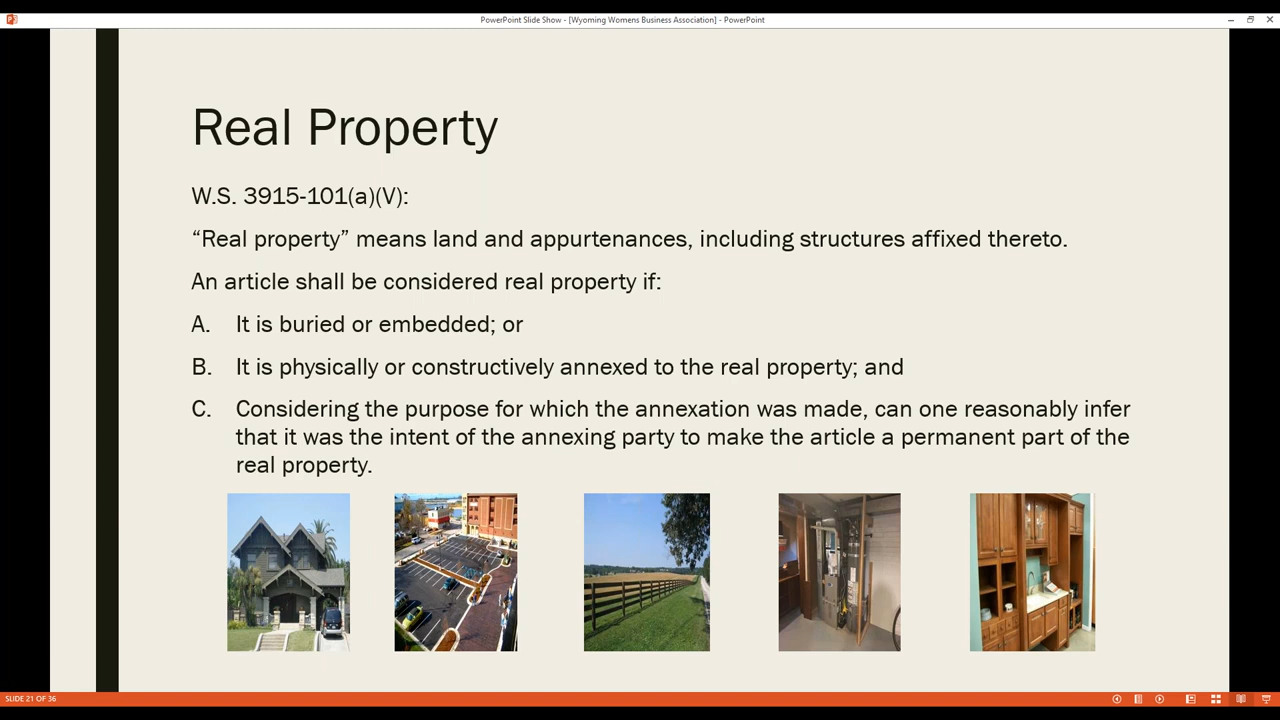 PowerPoint Slide Show - [Wyoming Womens Business Association] - PowerPoint
Real Property
W.S. 3915-101(a)(V):
“Real property” means land and appurtenances, including structures affixed thereto.
An article shall be considered real property if:
A. It is buried or embedded; or
B. It is physically or constructively annexed to the real property; and
C. Considering the purpose for which the annexation was made, can one reasonably infer
that it was the intent of the annexing party to make the article a permanent part of the
real property.
SLIDE 21 OF 36